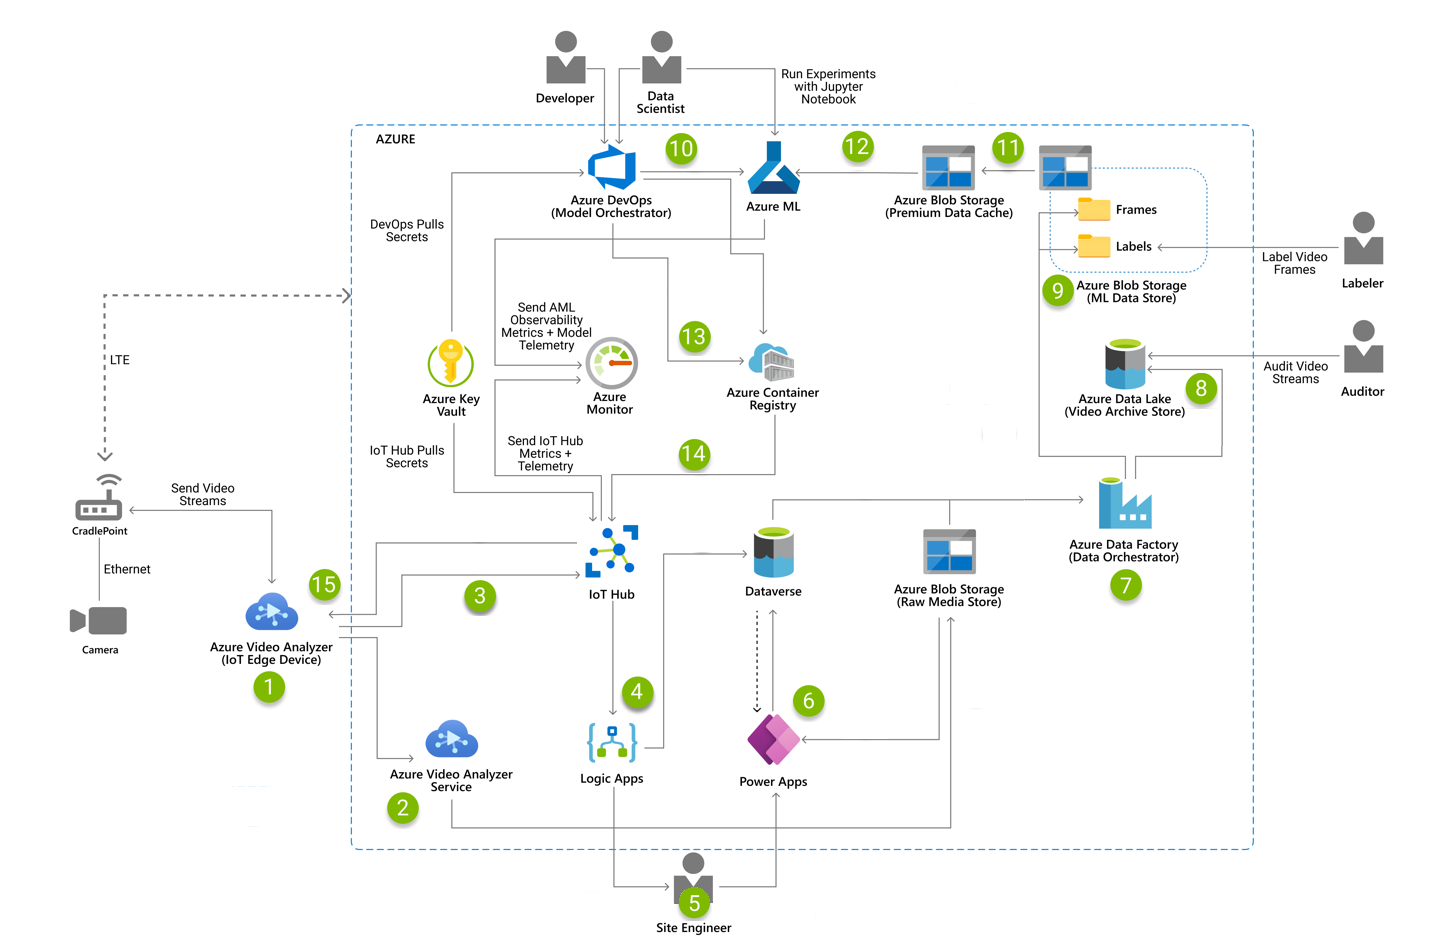 Developer
Data
Scientist
Run Experiments
with Jupyter
Notebook
AZURE
10
12
11
Azure DevOps
(Model Orchestrator)
Azure ML
Azure Blob Storage
(Premium Data Cache)
Frames
Labels
DevOps Pulls
Secrets
Label Video
Frames
Labeler
9
Azure Blob Storage
(ML Data Store)
Send AML
Observability
Metrics + Model
Telemetry
13
LTE
Azure Key
Vault
Azure
Monitor
Azure Container
Registry
Azure Data Lake
(Video Archive Store)
8
Audit Video
Streams
Auditor
IoT Hub Pulls
Secrets
Send IoT Hub
Metrics +
Telemetry
14
Send Video
Streams
CradlePoint
Ethernet
Camera
15
3
IoT Hub
Dataverse
Azure Blob Storage
(Raw Media Store)
Azure Data Factory
(Data Orchestrator)
7
Azure Video Analyzer
(IoT Edge Device)
1
4
6
Azure Video Analyzer
Service
2
Logic Apps
Power Apps
5
Site Engineer